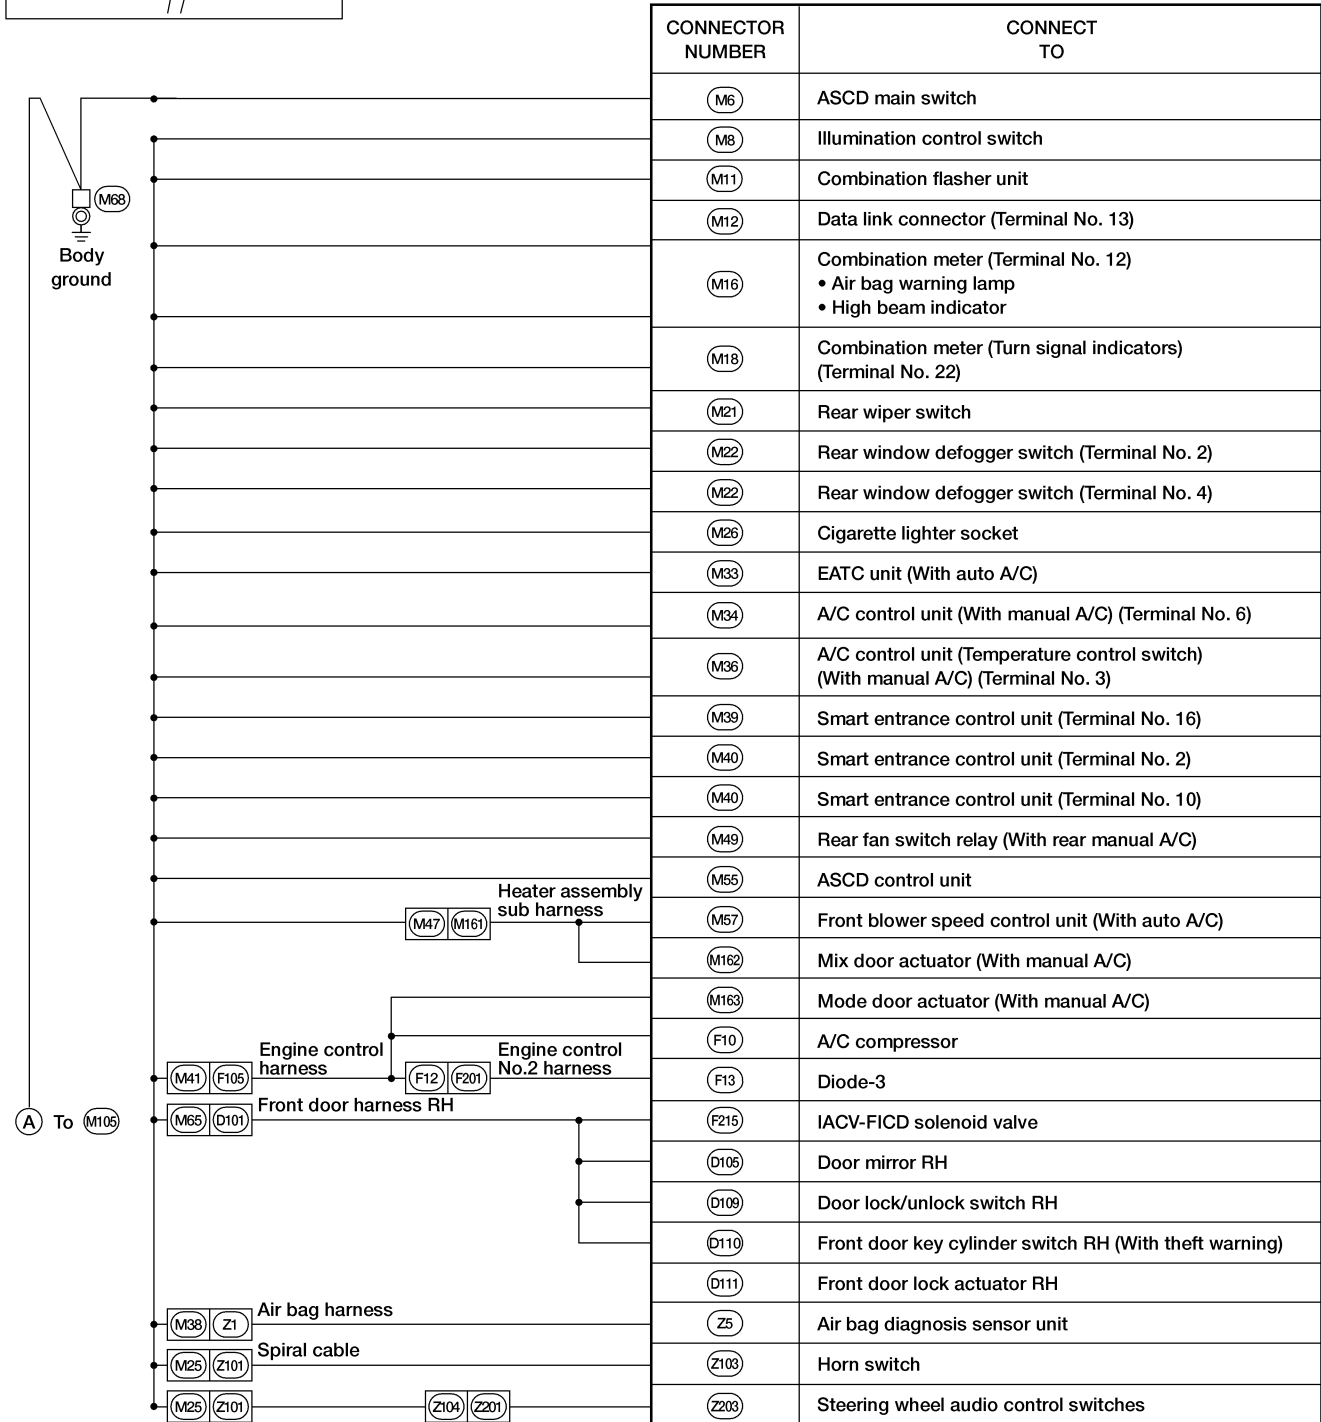 CONNECTOR
NUMBER
CONNECT
TO
M6
ASCD main switch
M8
Illumination control switch
M11
Combination flasher unit
M12
Data link connector (Terminal No. 13)
M16
Combination meter (Terminal No. 12)
• Air bag warning lamp
• High beam indicator
M18
Combination meter (Turn signal indicators)
(Terminal No. 22)
M21
Rear wiper switch
M22
Rear window defogger switch (Terminal No. 2)
M22
Rear window defogger switch (Terminal No. 4)
M26
Cigarette lighter socket
M33
EATC unit (With auto A/C)
M34
A/C control unit (With manual A/C) (Terminal No. 6)
M36
A/C control unit (Temperature control switch)
(With manual A/C) (Terminal No. 3)
M39
Smart entrance control unit (Terminal No. 16)
M40
Smart entrance control unit (Terminal No. 2)
M40
Smart entrance control unit (Terminal No. 10)
M49
Rear fan switch relay (With rear manual A/C)
M55
ASCD control unit
M57
Front blower speed control unit (With auto A/C)
M162
Mix door actuator (With manual A/C)
M163
Mode door actuator (With manual A/C)
F10
A/C compressor
F13
Diode-3
F215
IACV-FICD solenoid valve
D105
Door mirror RH
D109
Door lock/unlock switch RH
D110
Front door key cylinder switch RH (With theft warning)
D111
Front door lock actuator RH
Z5
Air bag diagnosis sensor unit
Z103
Horn switch
Z203
Steering wheel audio control switches
M68
Body
ground
A To M105
Heater assembly
sub harness
M47 M161
Engine control
harness
M41 F105
Engine control
No.2 harness
F12 F201
Front door harness RH
M65 D101
Air bag harness
M38 Z1
Spiral cable
M25 Z101
M25 Z101
Z104 Z201